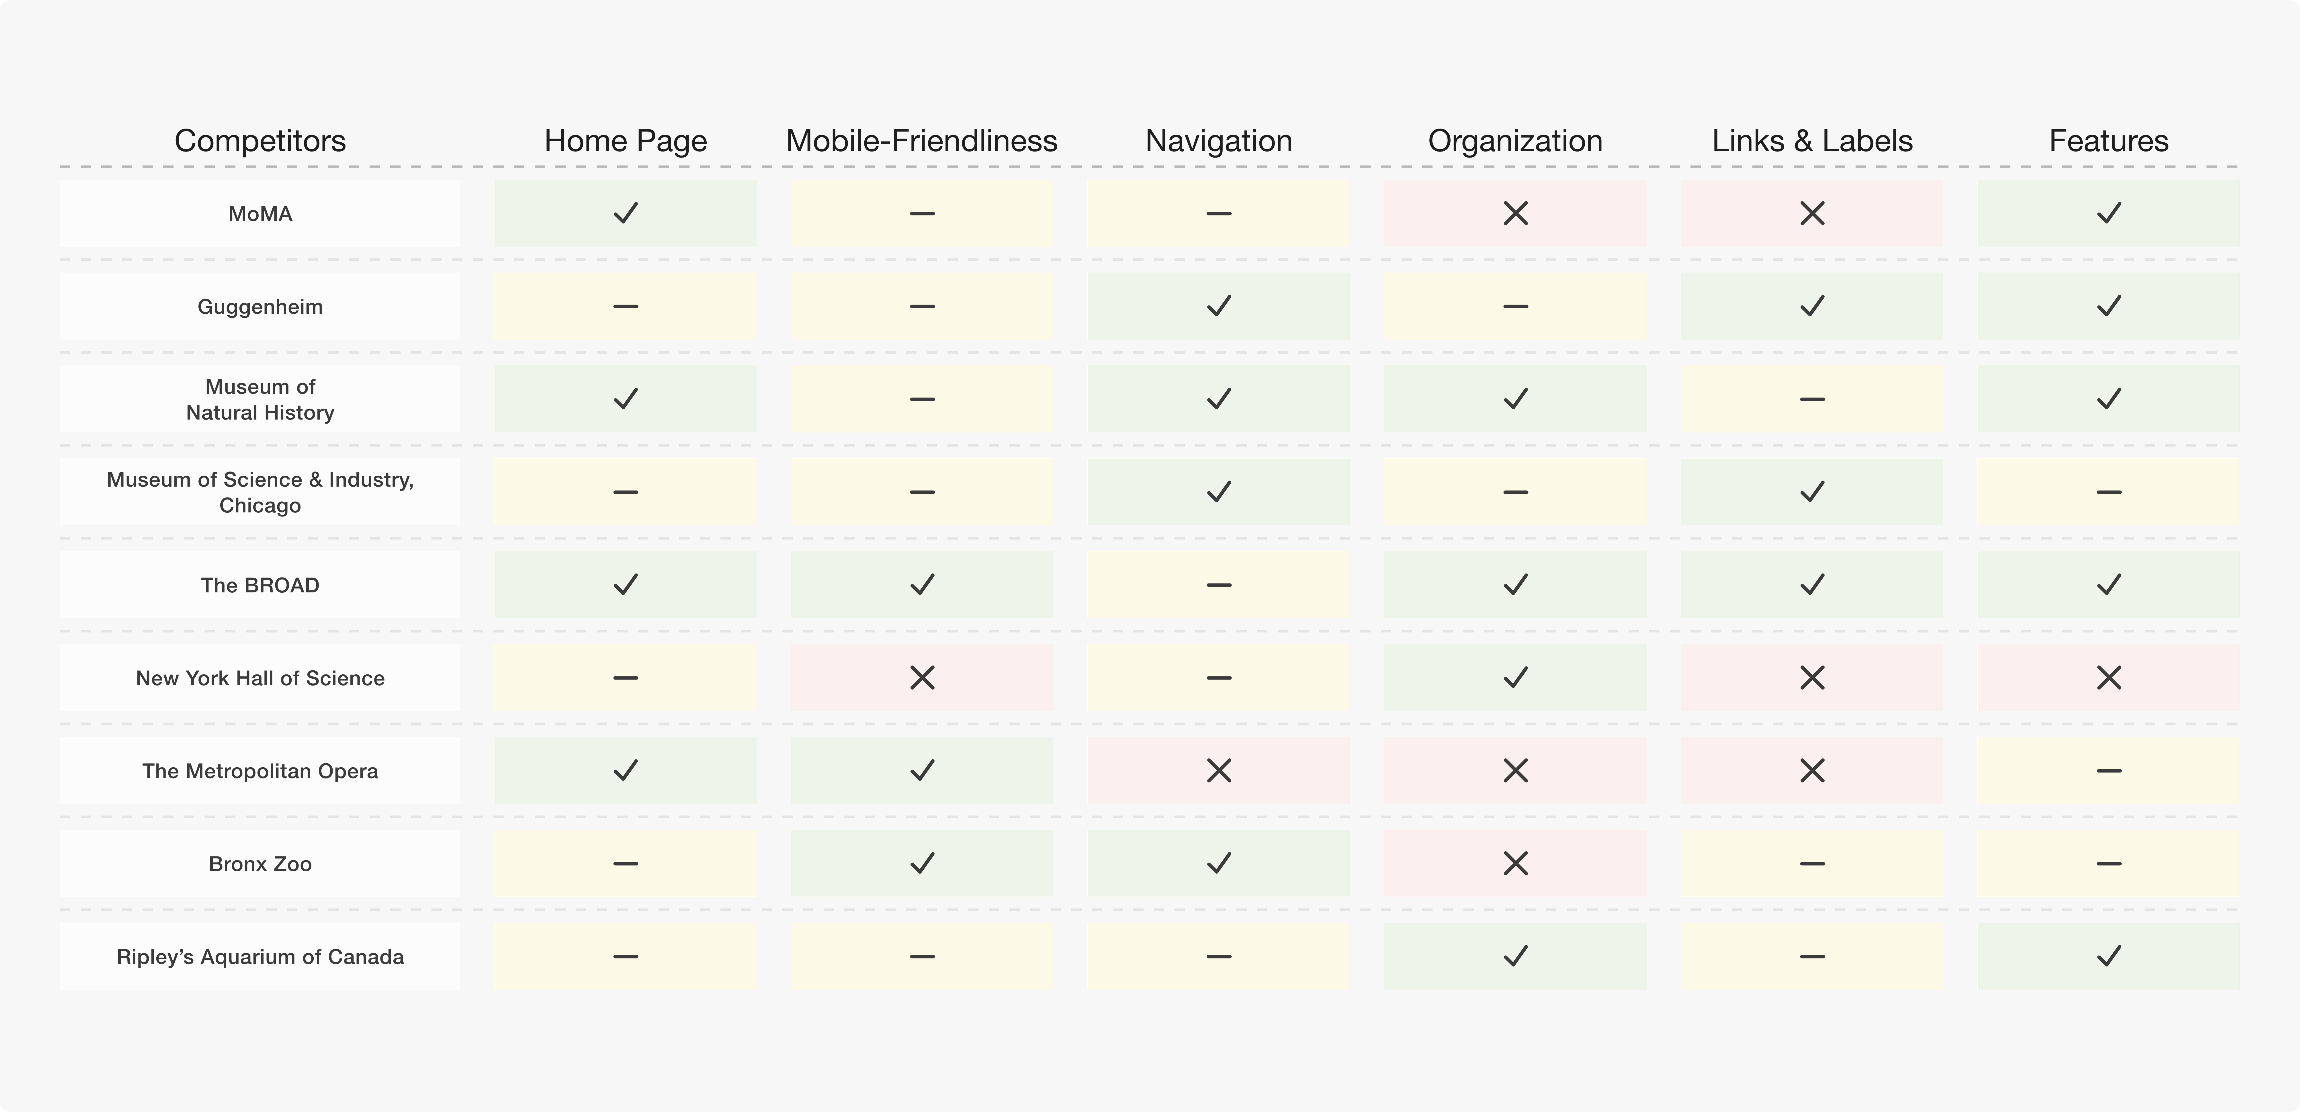 Competitors Home Page Mobile-Friendliness Navigation Organization Links & Labels Features
MoMA
Guggenheim
Museum of
Natural History
Museum of Science & Industry,
Chicago
The BROAD
New York Hall of Science
The Metropolitan Opera
Bronx Zoo
Ripley’s Aquarium of Canada